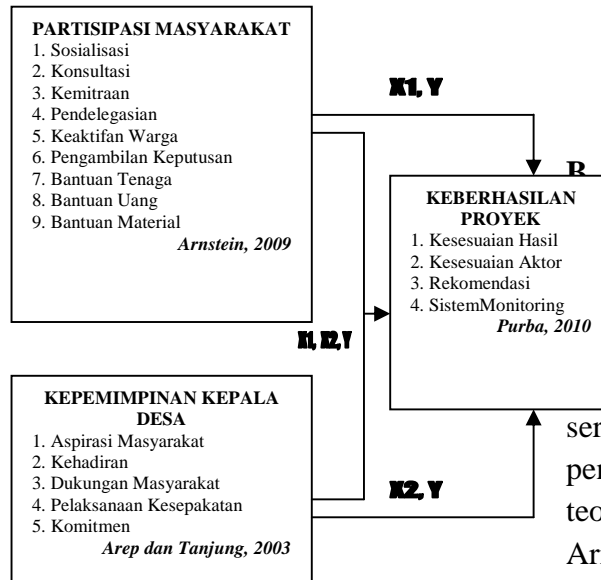 PARTISIPASI MASYARAKAT
1. Sosialisasi
2. Konsultasi
3. Kemitraan
4. Pendelegasian
5. Keaktifan Warga
6. Pengambilan Keputusan
7. Bantuan Tenaga
8. Bantuan Uang
9. Bantuan Material
Arnstein, 2009
X1, Y
KEBERHASILAN
PROYEK
1. Kesesuaian Hasil
2. Kesesuaian Aktor
3. Rekomendasi
4. SistemMonitoring
Purba, 2010
X1, X2, Y
KEPEMIMPINAN KEPALA
DESA
1. Aspirasi Masyarakat
2. Kehadiran
3. Dukungan Masyarakat
4. Pelaksanaan Kesepakatan
5. Komitmen
Arep dan Tanjung, 2003
X2, Y